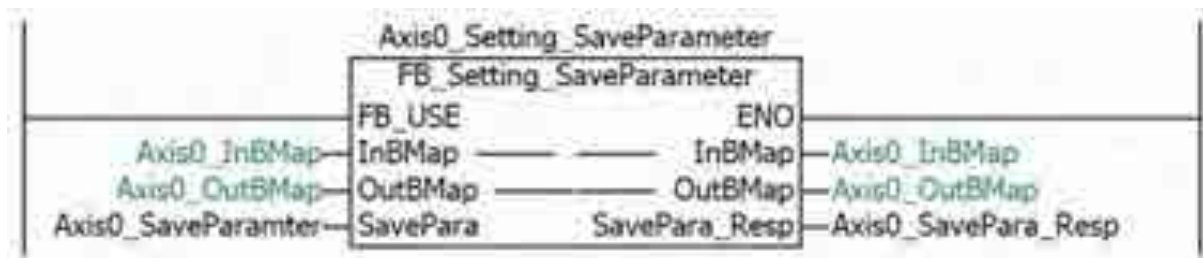 Axis0_Setting_SaveParameter
FB_Setting_SaveParameter
FB_USE ENO
Axis0_InBMap InBMap InBMap Axis0_InBMap
Axis0_OutBMap OutBMap OutBMap Axis0_OutBMap
Axis0_SaveParamter SavePara SavePara_Resp Axis0_SavePara_Resp